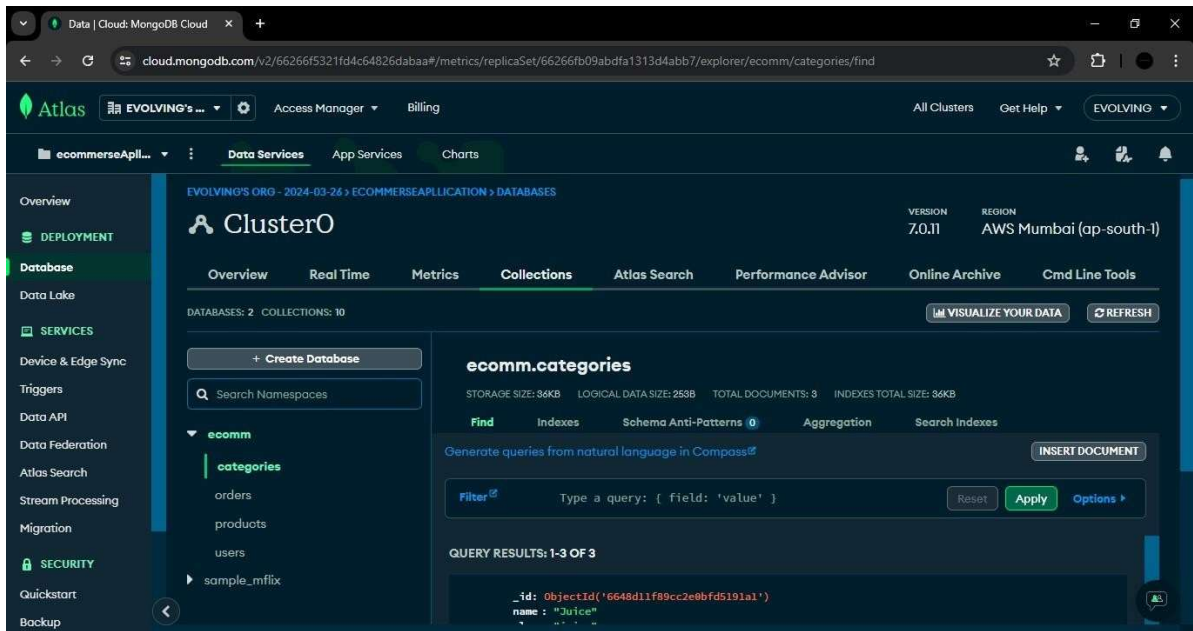 Data | Cloud: MongoDB Cloud
cloud.mongodb.com/v2/66266f5321fd4c64826dabaa#/metrics/replicaSet/66266fb09abdfa1313d4abb7/explorer/ecomm/categories/find
Atlas EVOLVING's ... Access Manager Billing All Clusters Get Help EVOLVING
ecommerseApll... Data Services App Services Charts
Overview
DEPLOYMENT
Database
Data Lake
SERVICES
Device & Edge Sync
Triggers
Data API
Data Federation
Atlas Search
Stream Processing
Migration
SECURITY
Quickstart
Backup
EVOLVING'S ORG - 2024-03-26 > ECOMMERSEAPLLICATION > DATABASES
Cluster0
VERSION REGION
7.0.11 AWS Mumbai (ap-south-1)
Overview Real Time Metrics Collections Atlas Search Performance Advisor Online Archive Cmd Line Tools
DATABASES: 2 COLLECTIONS: 10 VISUALIZE YOUR DATA REFRESH
+ Create Database
Search Namespaces
ecomm
categories
orders
products
users
sample_mflix
ecomm.categories
STORAGE SIZE: 36KB LOGICAL DATA SIZE: 253B TOTAL DOCUMENTS: 3 INDEXES TOTAL SIZE: 36KB
Find Indexes Schema Anti-Patterns 0 Aggregation Search Indexes
Generate queries from natural language in Compass INSERT DOCUMENT
Filter Type a query: { field: 'value' } Reset Apply Options
QUERY RESULTS: 1-3 OF 3
_id: ObjectId('6648d11f89cc2e0bfd5191a1')
name : "Juice"